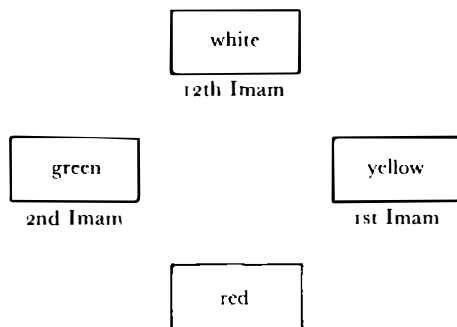 white
12th Imam
green
yellow
2nd Imam
1st Imam
red